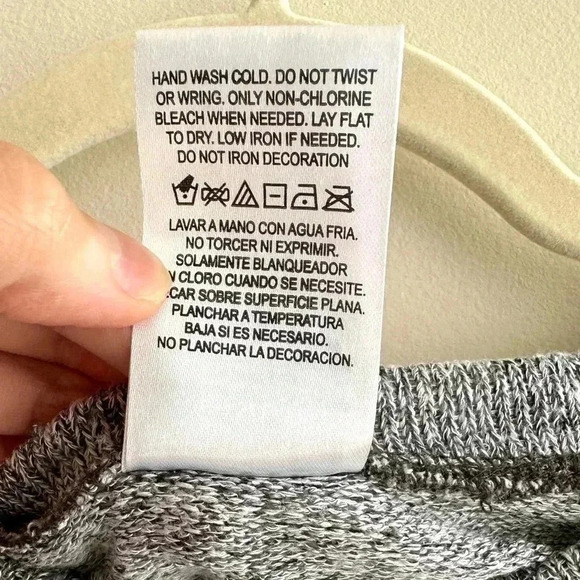 HAND WASH COLD. DO NOT TWIST
OR WRING. ONLY NON-CHLORINE
BLEACH WHEN NEEDED. LAY FLAT
TO DRY. LOW IRON IF NEEDED.
DO NOT IRON DECORATION
LAVAR A MANO CON AGUA FRIA.
NO TORCER NI EXPRIMIR.
SOLAMENTE BLANQUEADOR
N CLORO CUANDO SE NECESITE.
CAR SOBRE SUPERFICIE PLANA.
PLANCHAR A TEMPERATURA
BAJA SI ES NECESARIO.
NO PLANCHAR LA DECORACION.